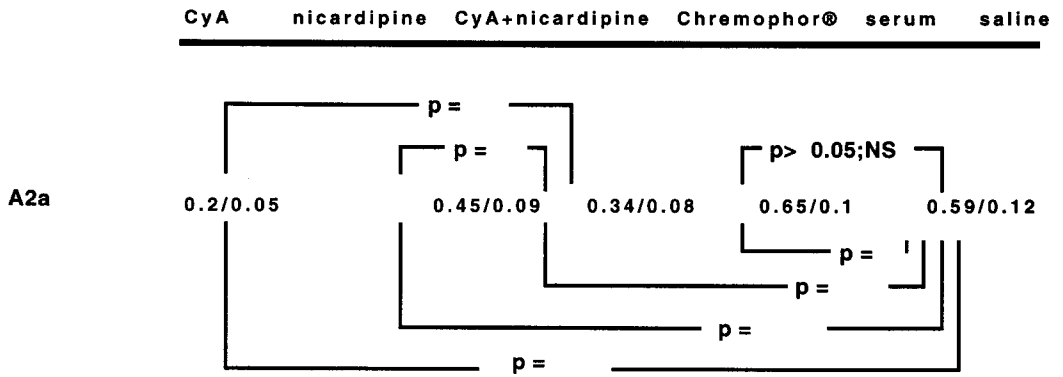 CyA nicardipine CyA+nicardipine Chremophor® serum saline
p =
p = p> 0.05;NS
A2a 0.2/0.05 0.45/0.09 0.34/0.08 0.65/0.1 0.59/0.12
p =
p =
p =
p =